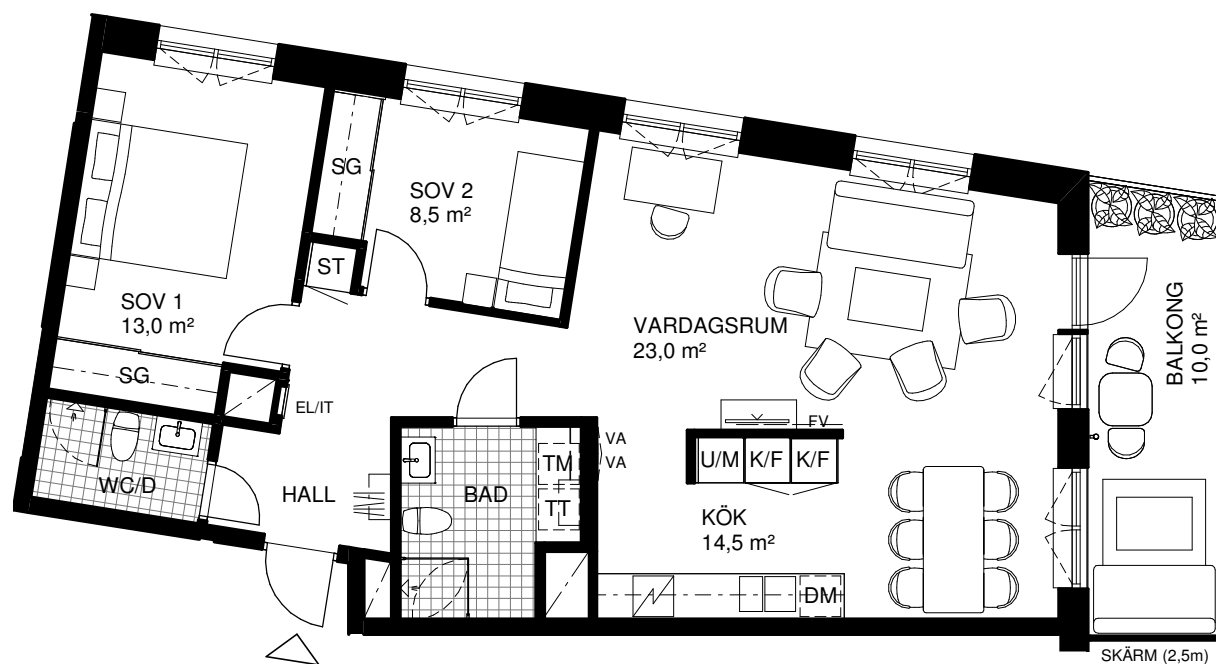 SG
SOV 2
8,5 m²
ST
SOV 1
13,0 m²
SG
EL/IT
WC/D
HALL
BAD
TM
TT
VA
VA
VARDAGSRUM
23,0 m²
FV
U/M
K/F
K/F
KÖK
14,5 m²
DM
BALKONG
10,0 m²
SKÄRM (2,5m)